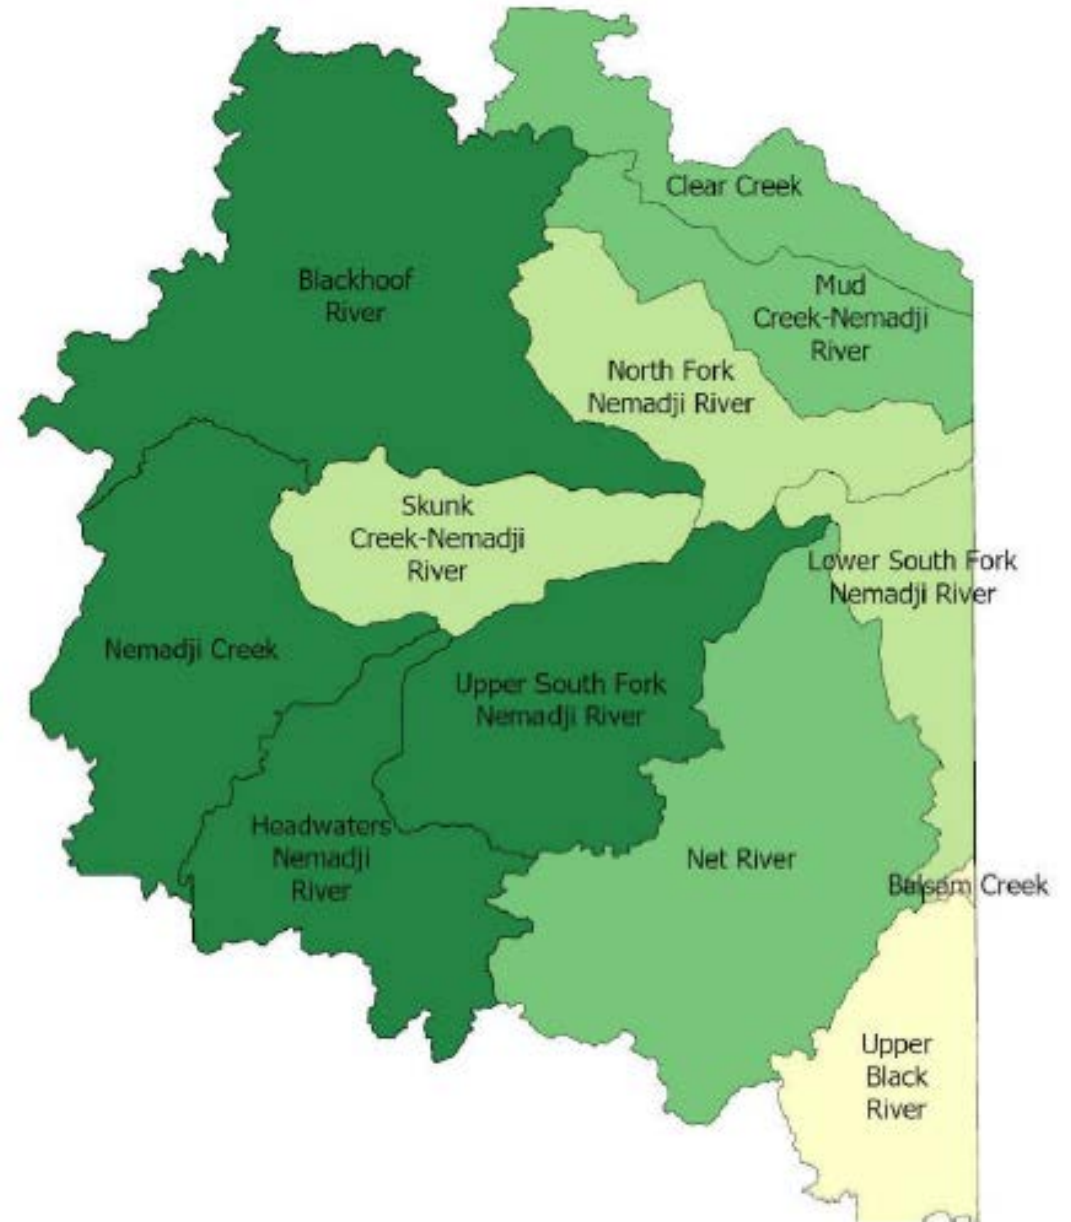 Clear Creek
Blackhoof
River
Mud
Creek-Nemadji
River
North Fork
Nemadji River
Skunk
Creek-Nemadji
River
Lower South Fork
Nemadji River
Nemadji Creek
Upper South Fork
Nemadji River
Headwaters
Nemadji
River
Net River
Balsam Creek
Upper
Black
River